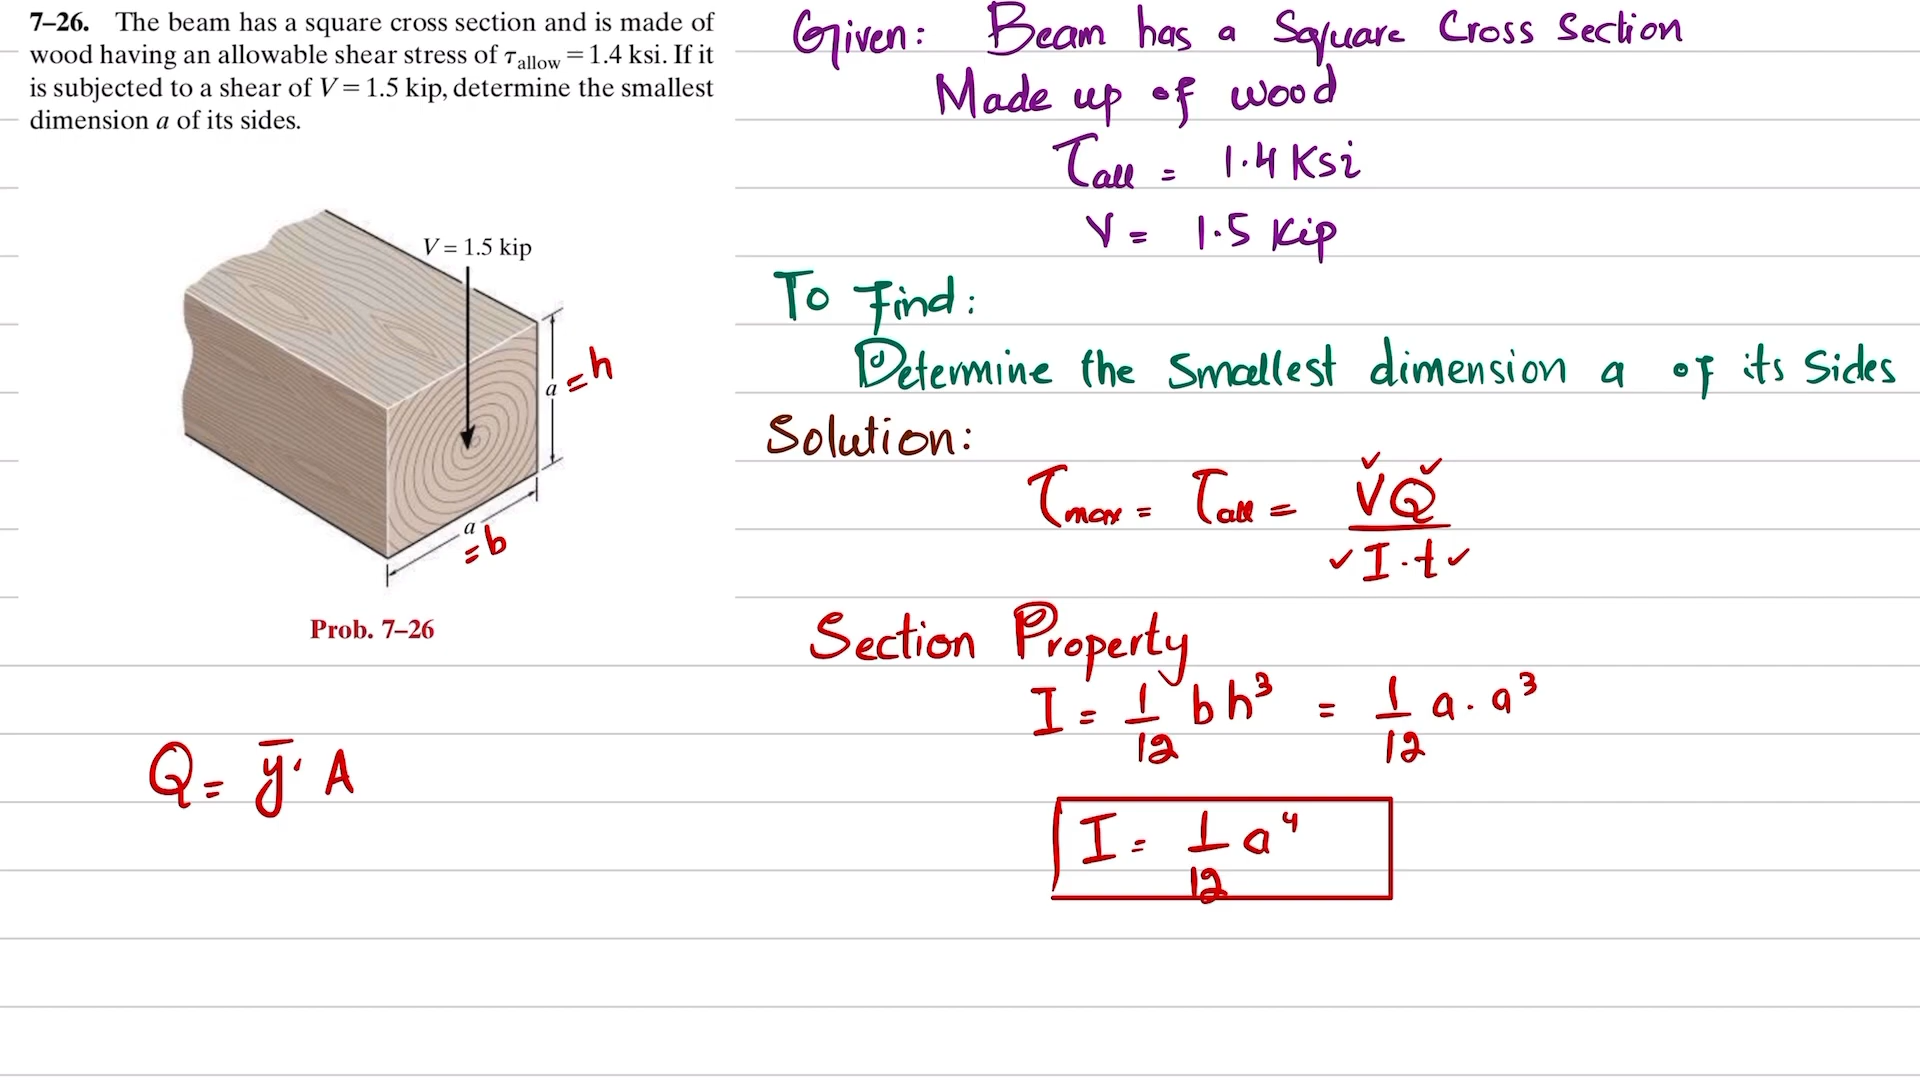 7–26. The beam has a square cross section and is made of
wood having an allowable shear stress of τallow = 1.4 ksi. If it
is subjected to a shear of V = 1.5 kip, determine the smallest
dimension a of its sides.
V = 1.5 kip
a = h
a
= b
Prob. 7–26
Q = ȳ' A
Given: Beam has a Square Cross Section
Made up of wood
τall = 1.4 Ksi
V = 1.5 Kip
To Find:
Determine the Smallest dimension a of its Sides
Solution:
τmax = τall = VQ / I·t
Section Property
I = 1/12 bh³ = 1/12 a · a³
I = 1/12 a⁴